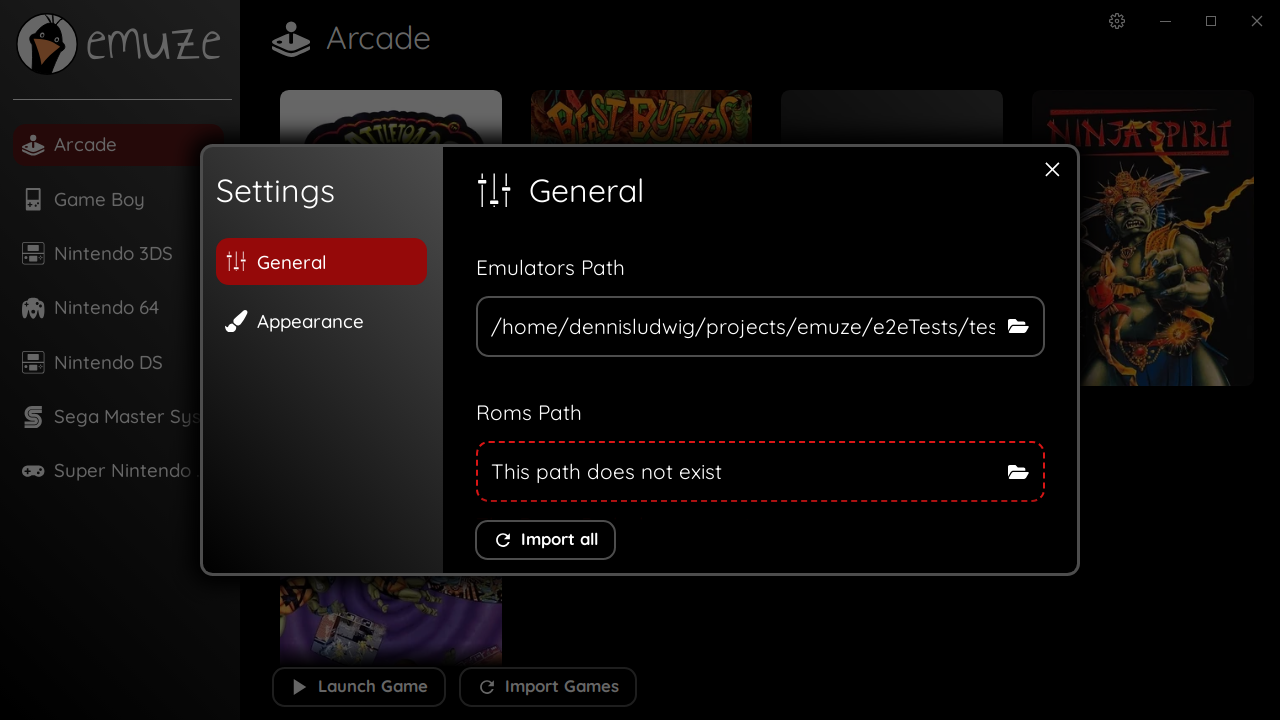 emuze
Arcade
Arcade
Game Boy
Nintendo 3DS
Nintendo 64
Nintendo DS
Sega Master Sys
Super Nintendo .
BEAST BUSTERS
NINJA SPIRIT
Settings
General
Appearance
General
Emulators Path
/home/dennisludwig/projects/emuze/e2eTests/tes
Roms Path
This path does not exist
Import all
Launch Game
Import Games